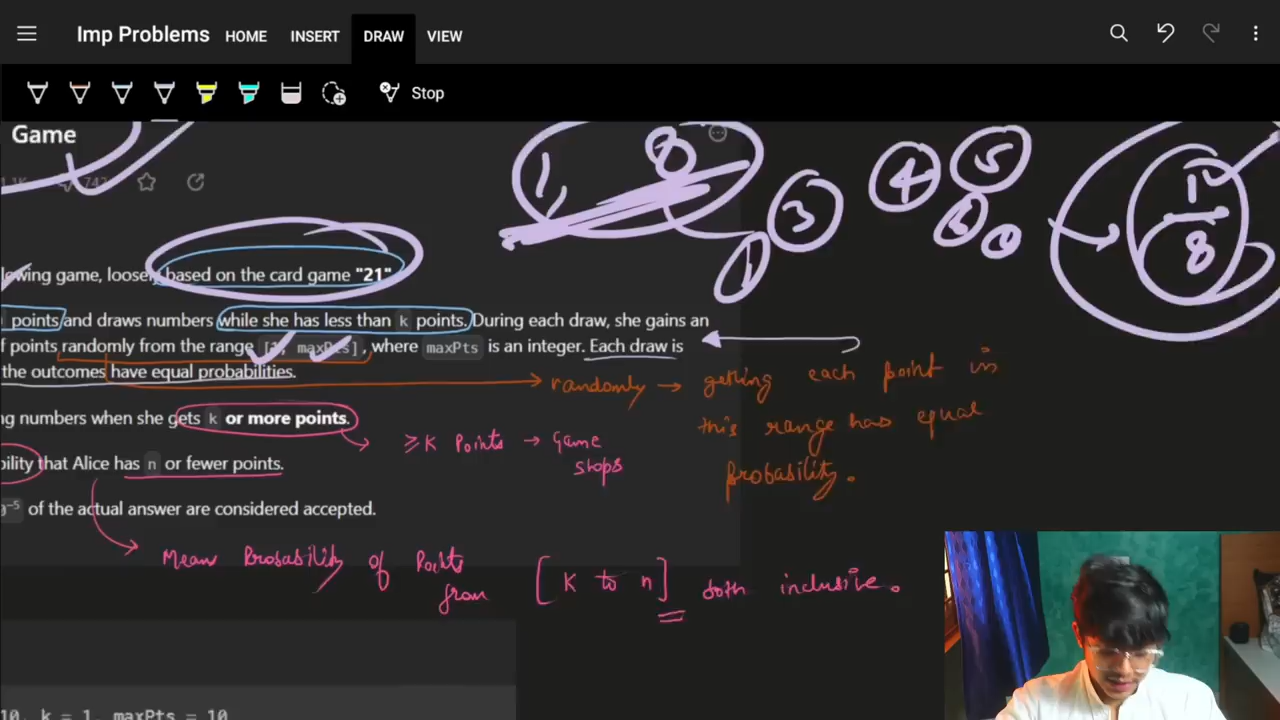 Imp Problems HOME INSERT DRAW VIEW
Stop
Game
1 8 3 4 5 1/8
1 6
lowing game, loosely based on the card game "21"
points and draws numbers while she has less than k points. During each draw, she gains an
f points randomly from the range [1, maxPts], where maxPts is an integer. Each draw is
the outcomes have equal probabilities.
randomly → getting each point in
this range has equal
probability.
ng numbers when she gets k or more points.
≥K Points → Game
stops
bility that Alice has n or fewer points.
0⁻⁵ of the actual answer are considered accepted.
Mean Probability of Points
from [K to n] both inclusive.
10, k = 1, maxPts = 10